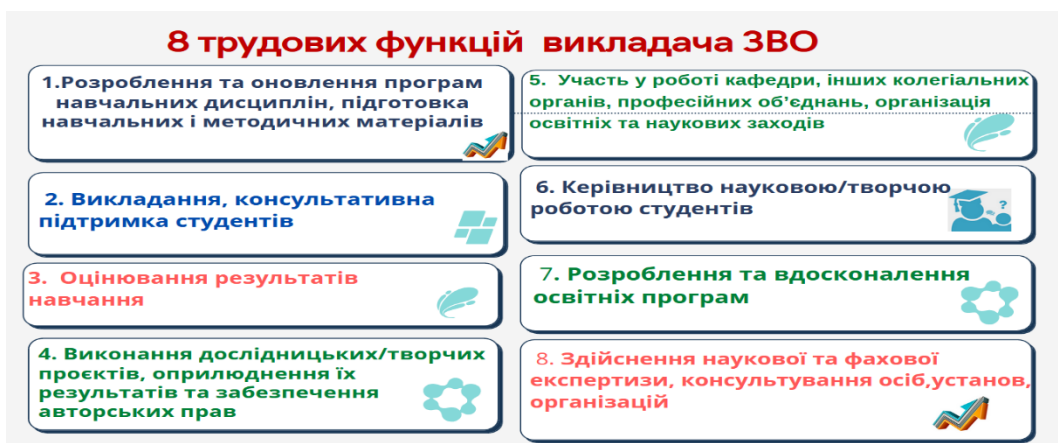 8 трудових функцій викладача ЗВО
1.Розроблення та оновлення програм
навчальних дисциплін, підготовка
навчальних і методичних матеріалів
2. Викладання, консультативна
підтримка студентів
3. Оцінювання результатів
навчання
4. Виконання дослідницьких/творчих
проєктів, оприлюднення їх
результатів та забезпечення
авторських прав
5. Участь у роботі кафедри, інших колегіальних
органів, професійних об’єднань, організація
освітніх та наукових заходів
6. Керівництво науковою/творчою
роботою студентів
?
7. Розроблення та вдосконалення
освітніх програм
8. Здійснення наукової та фахової
експертизи, консультування осіб,установ,
організацій